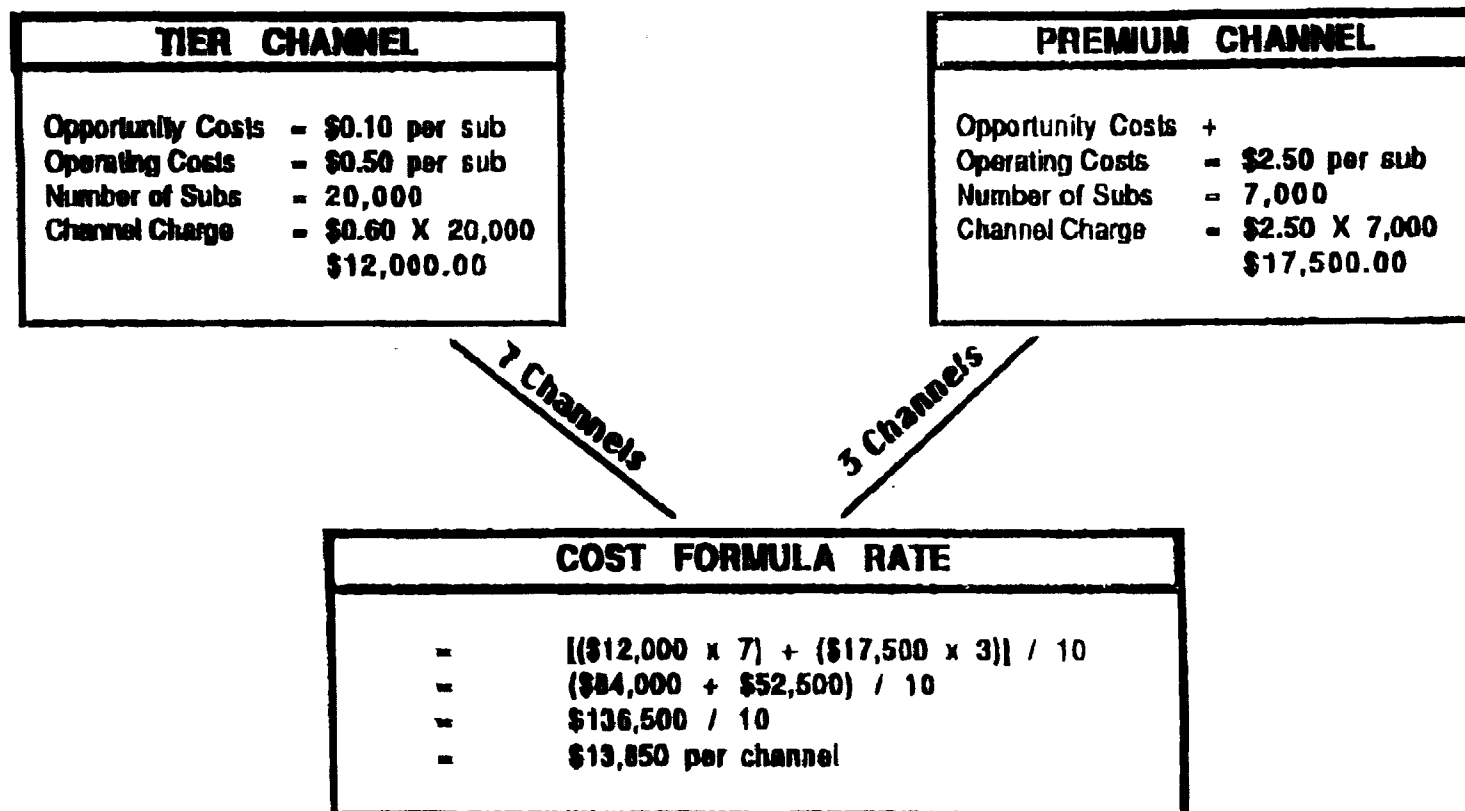 TIER CHANNEL
Opportunity Costs = $0.10 per sub
Operating Costs = $0.50 per sub
Number of Subs = 20,000
Channel Charge = $0.60 X 20,000
$12,000.00
PREMIUM CHANNEL
Opportunity Costs +
Operating Costs = $2.50 per sub
Number of Subs = 7,000
Channel Charge = $2.50 X 7,000
$17,500.00
7 Channels
3 Channels
COST FORMULA RATE
= [($12,000 x 7) + ($17,500 x 3)] / 10
= ($84,000 + $52,500) / 10
= $136,500 / 10
= $13,650 per channel